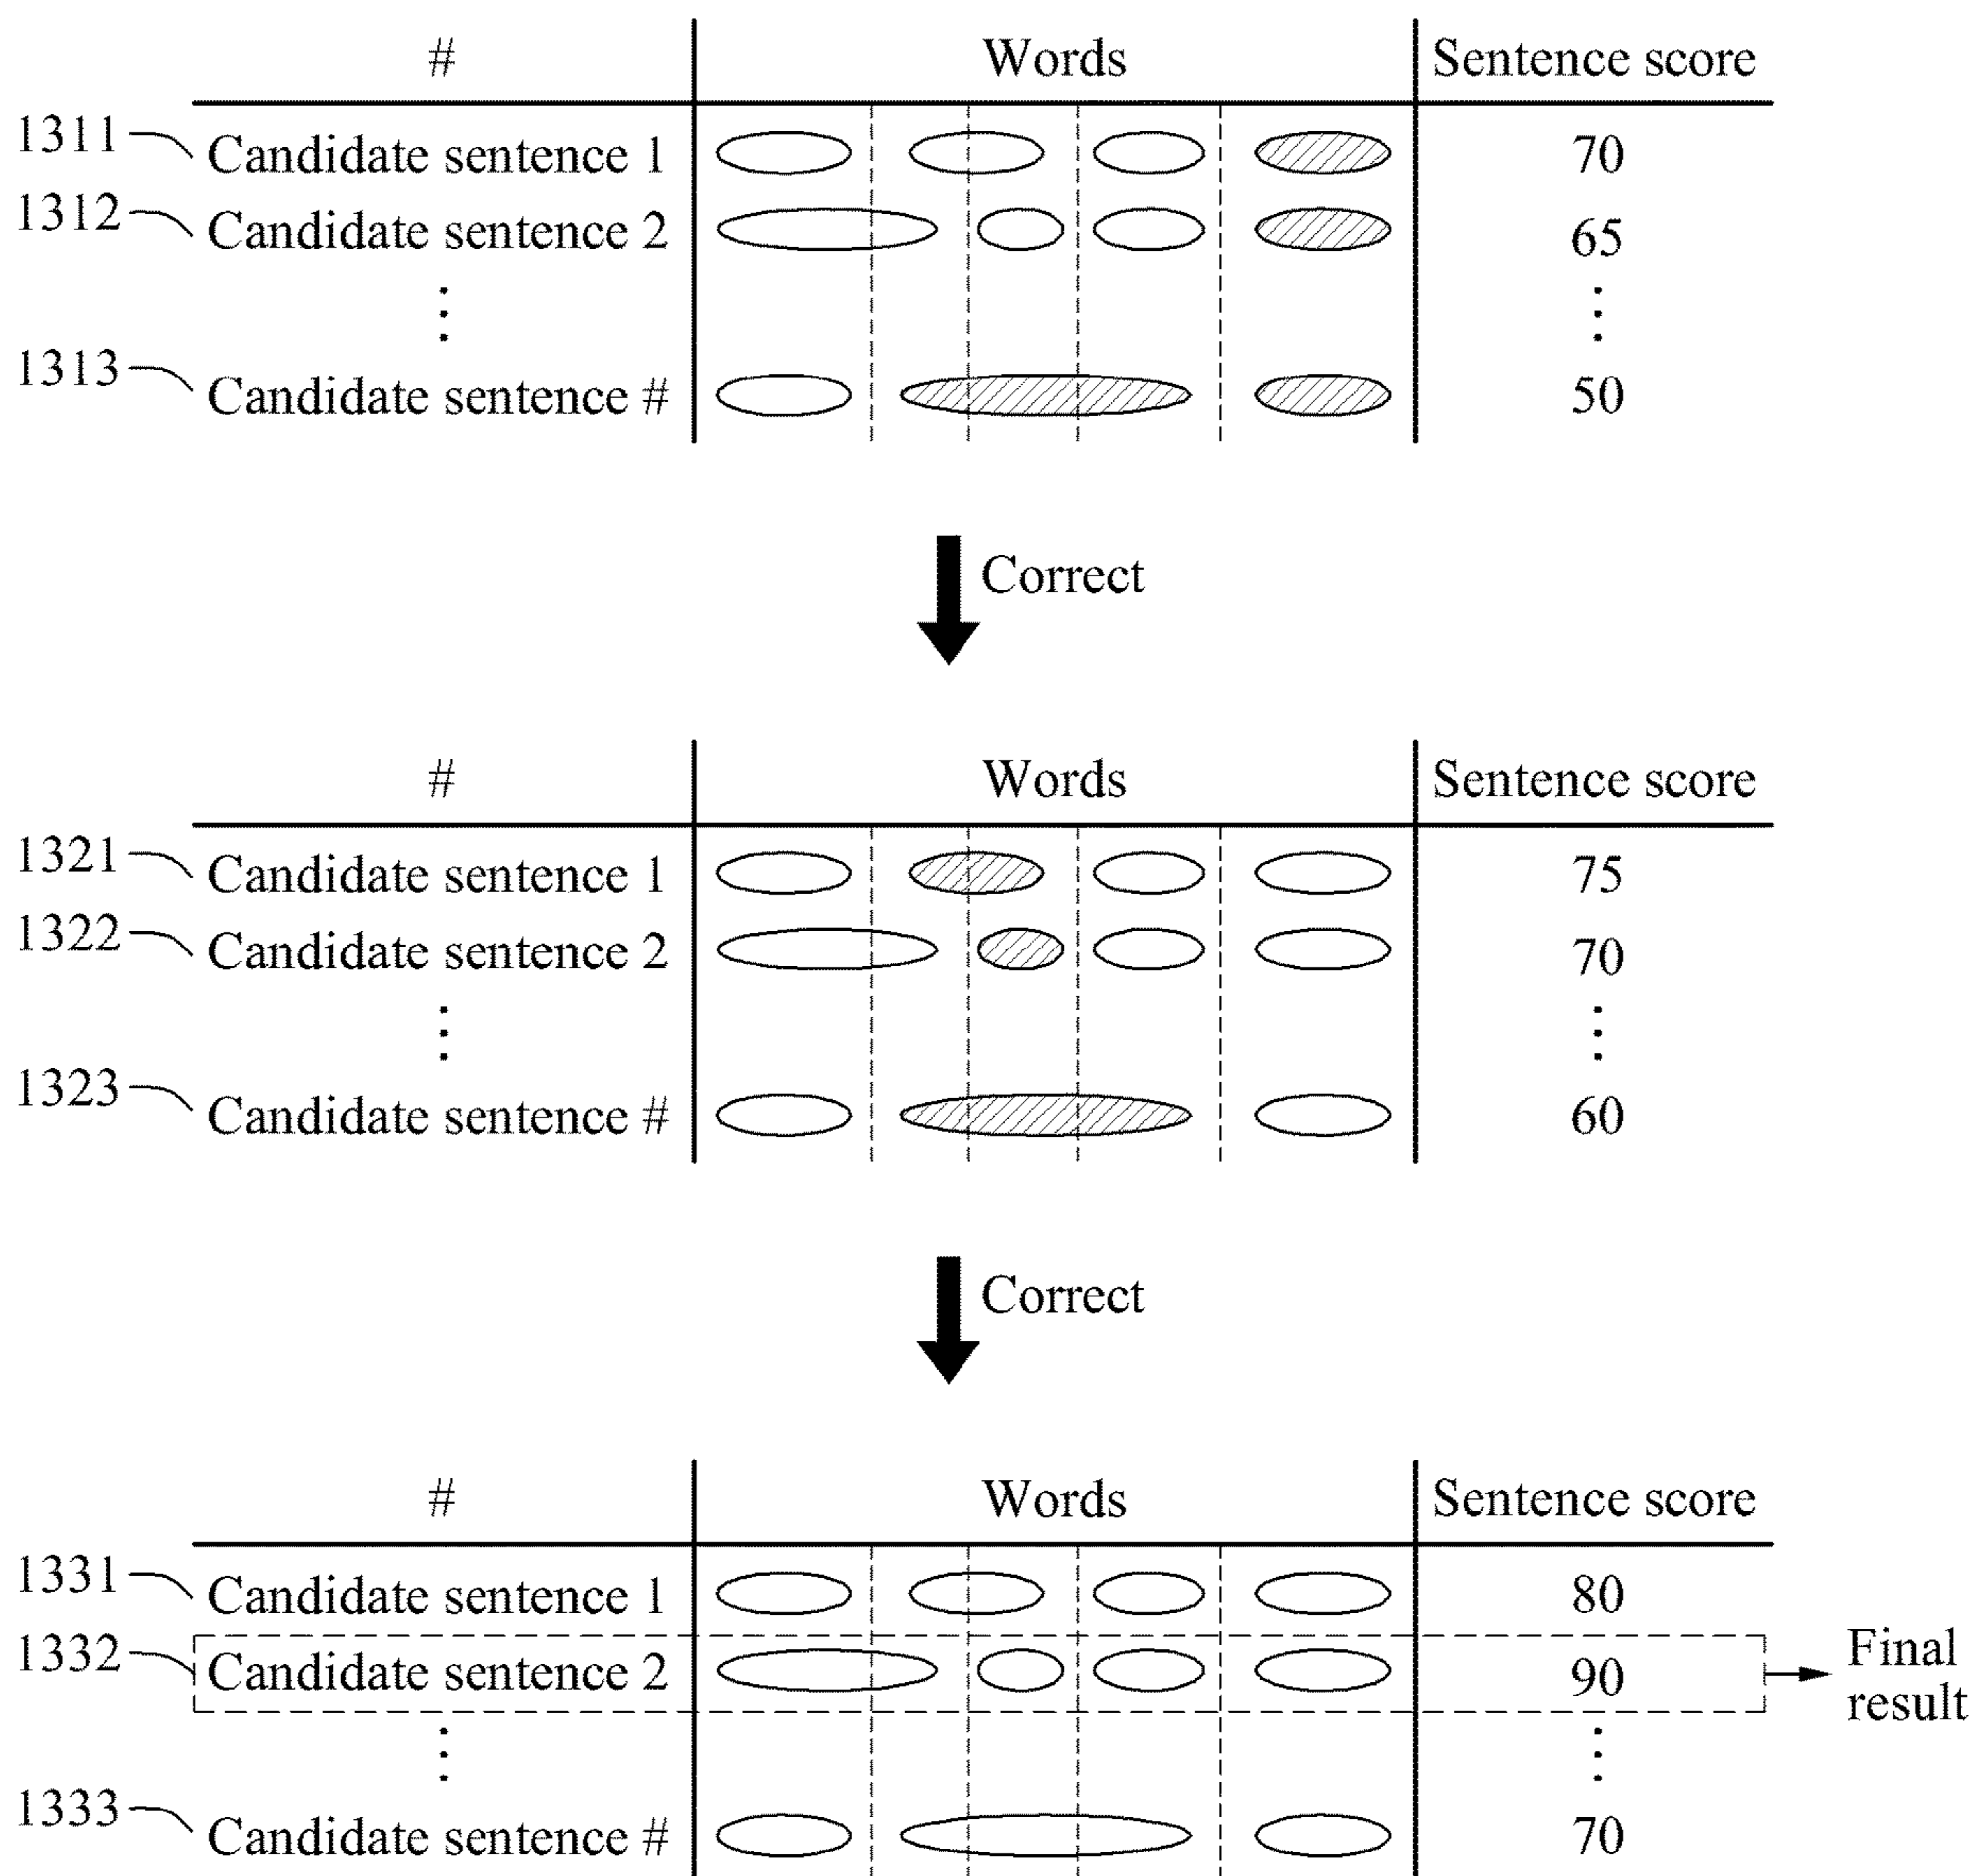 # Words Sentence score
1311 Candidate sentence 1 70
1312 Candidate sentence 2 65
1313 Candidate sentence # 50
Correct
# Words Sentence score
1321 Candidate sentence 1 75
1322 Candidate sentence 2 70
1323 Candidate sentence # 60
Correct
# Words Sentence score
1331 Candidate sentence 1 80
1332 Candidate sentence 2 90 Final
result
1333 Candidate sentence # 70